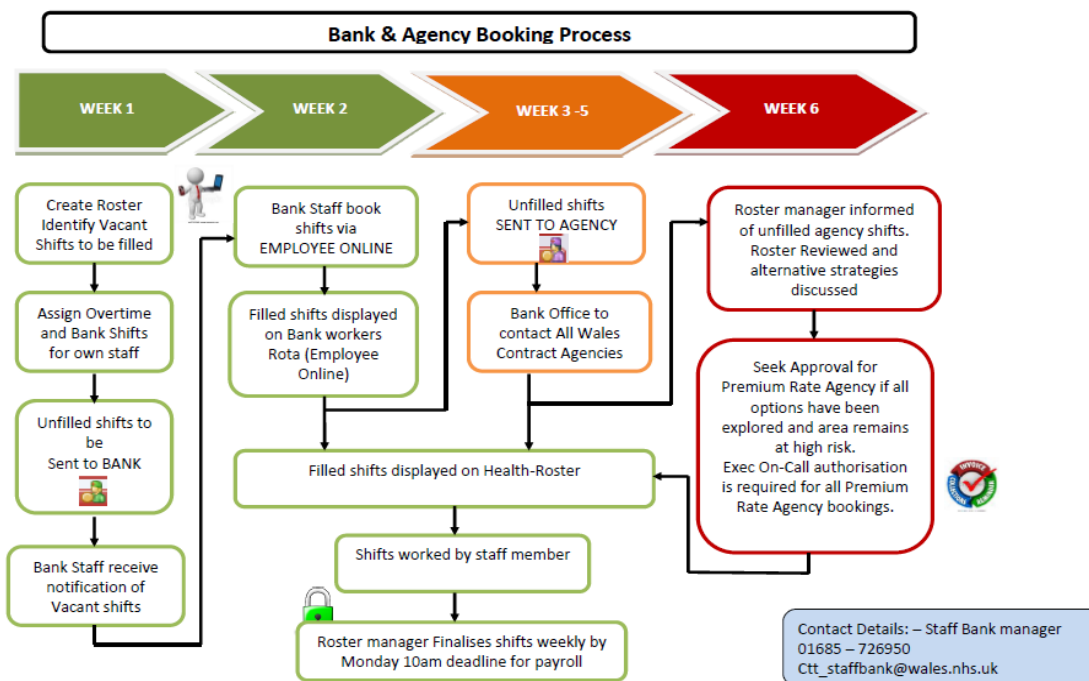 Bank & Agency Booking Process
WEEK 1
WEEK 2
WEEK 3 -5
WEEK 6
Create Roster
Identify Vacant
Shifts to be filled
Assign Overtime
and Bank Shifts
for own staff
Unfilled shifts to
be
Sent to BANK
Bank Staff receive
notification of
Vacant shifts
Bank Staff book
shifts via
EMPLOYEE ONLINE
Filled shifts displayed
on Bank workers
Rota (Employee
Online)
Unfilled shifts
SENT TO AGENCY
Bank Office to
contact All Wales
Contract Agencies
Roster manager informed
of unfilled agency shifts.
Roster Reviewed and
alternative strategies
discussed
Seek Approval for
Premium Rate Agency if all
options have been
explored and area remains
at high risk.
Exec On-Call authorisation
is required for all Premium
Rate Agency bookings.
Filled shifts displayed on Health-Roster
Shifts worked by staff member
Roster manager Finalises shifts weekly by
Monday 10am deadline for payroll
INVOICE
Contact Details: – Staff Bank manager
01685 – 726950
Ctt_staffbank@wales.nhs.uk